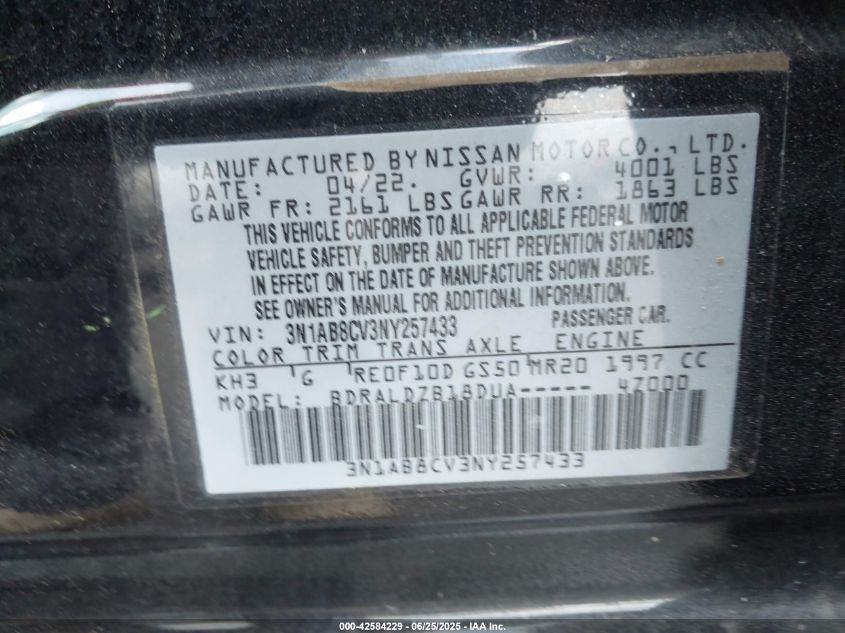 MANUFACTURED BY NISSAN MOTOR CO., LTD.
DATE: 04/22. GVWR: 4001 LBS
GAWR FR: 2161 LBS GAWR RR: 1863 LBS
THIS VEHICLE CONFORMS TO ALL APPLICABLE FEDERAL MOTOR
VEHICLE SAFETY, BUMPER AND THEFT PREVENTION STANDARDS
IN EFFECT ON THE DATE OF MANUFACTURE SHOWN ABOVE.
SEE OWNER'S MANUAL FOR ADDITIONAL INFORMATION.
VIN: 3N1AB8CV3NY257433 PASSENGER CAR.
COLOR TRIM TRANS AXLE ENGINE
KH3 G RE0F10D GS50 MR20 1997 CC
MODEL: BDRALDZB18DUA----- 4Z000
3N1AB8CV3NY257433
000-42584229 - 06/25/2025 - IAA Inc.